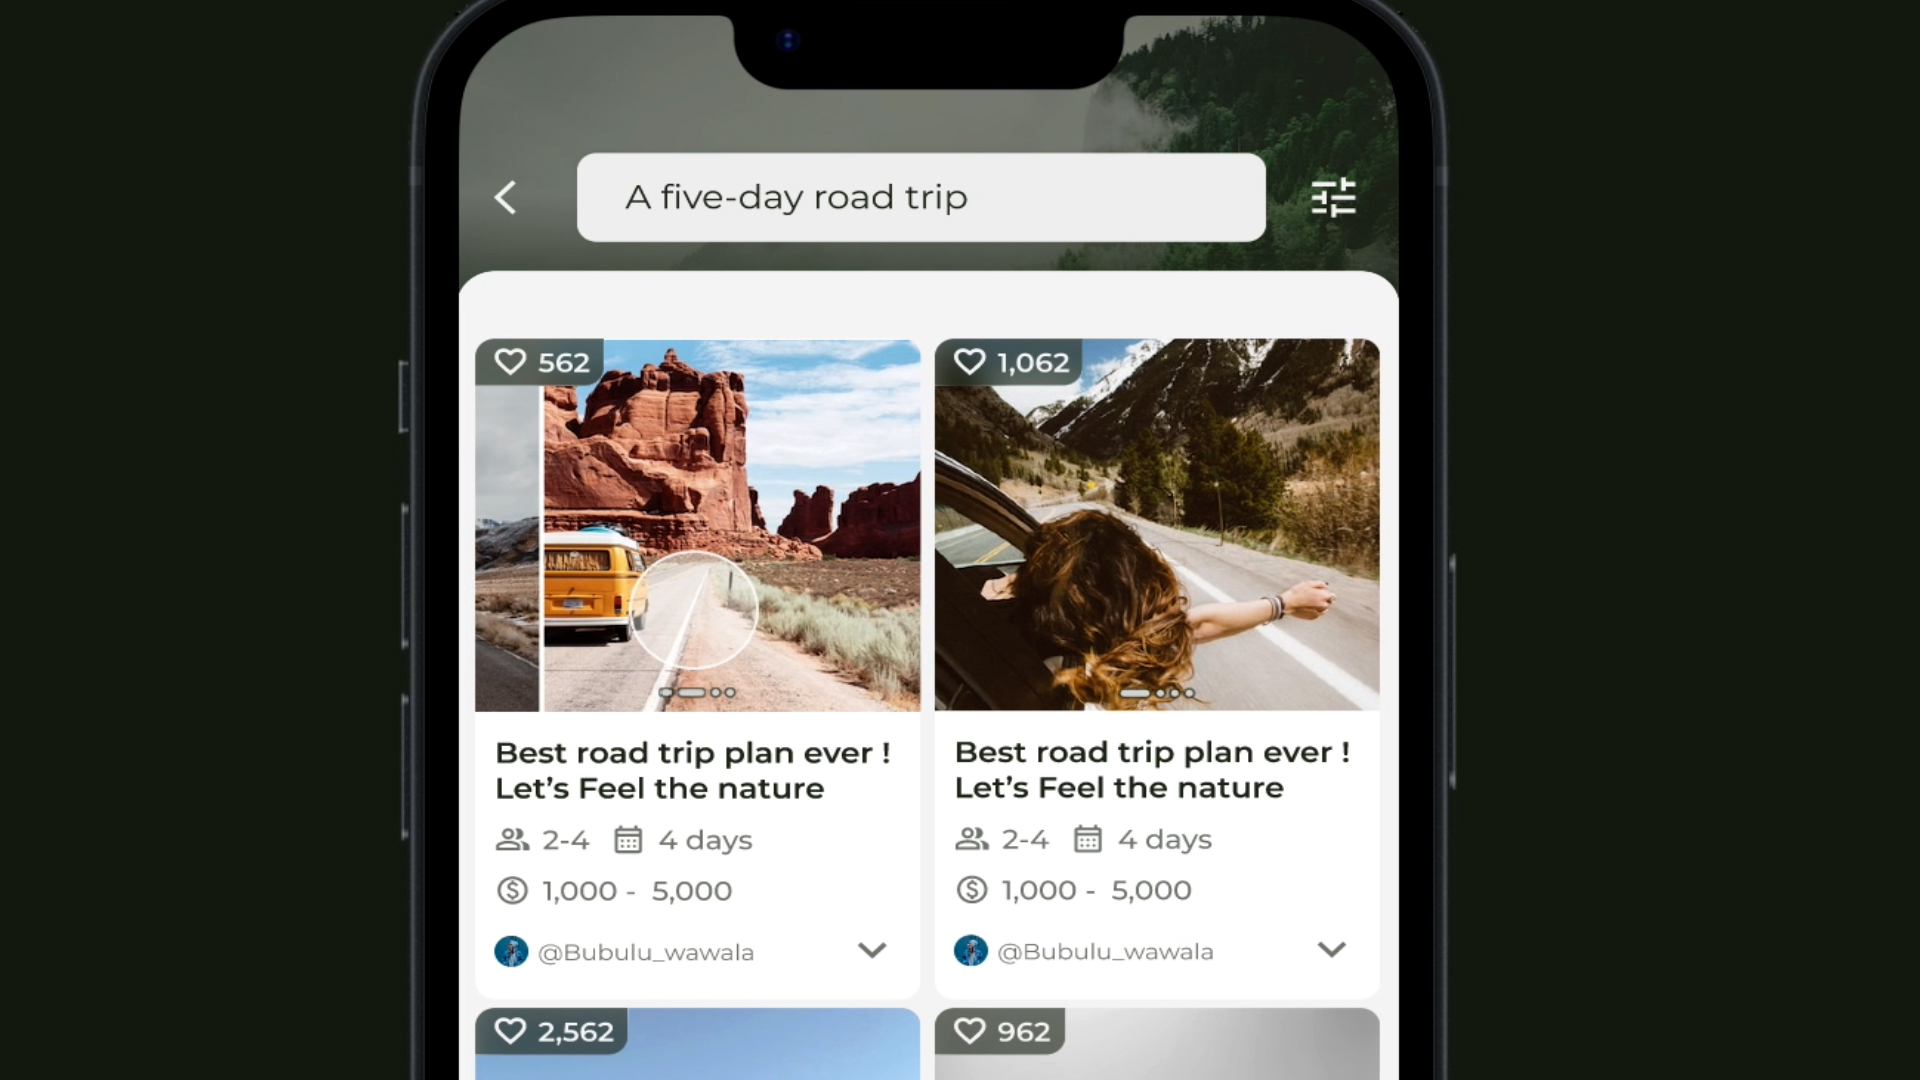 A five-day road trip
562
1,062
Best road trip plan ever !
Let's Feel the nature
2-4 4 days
1,000 - 5,000
@Bubulu_wawala
Best road trip plan ever !
Let's Feel the nature
2-4 4 days
1,000 - 5,000
@Bubulu_wawala
2,562
962